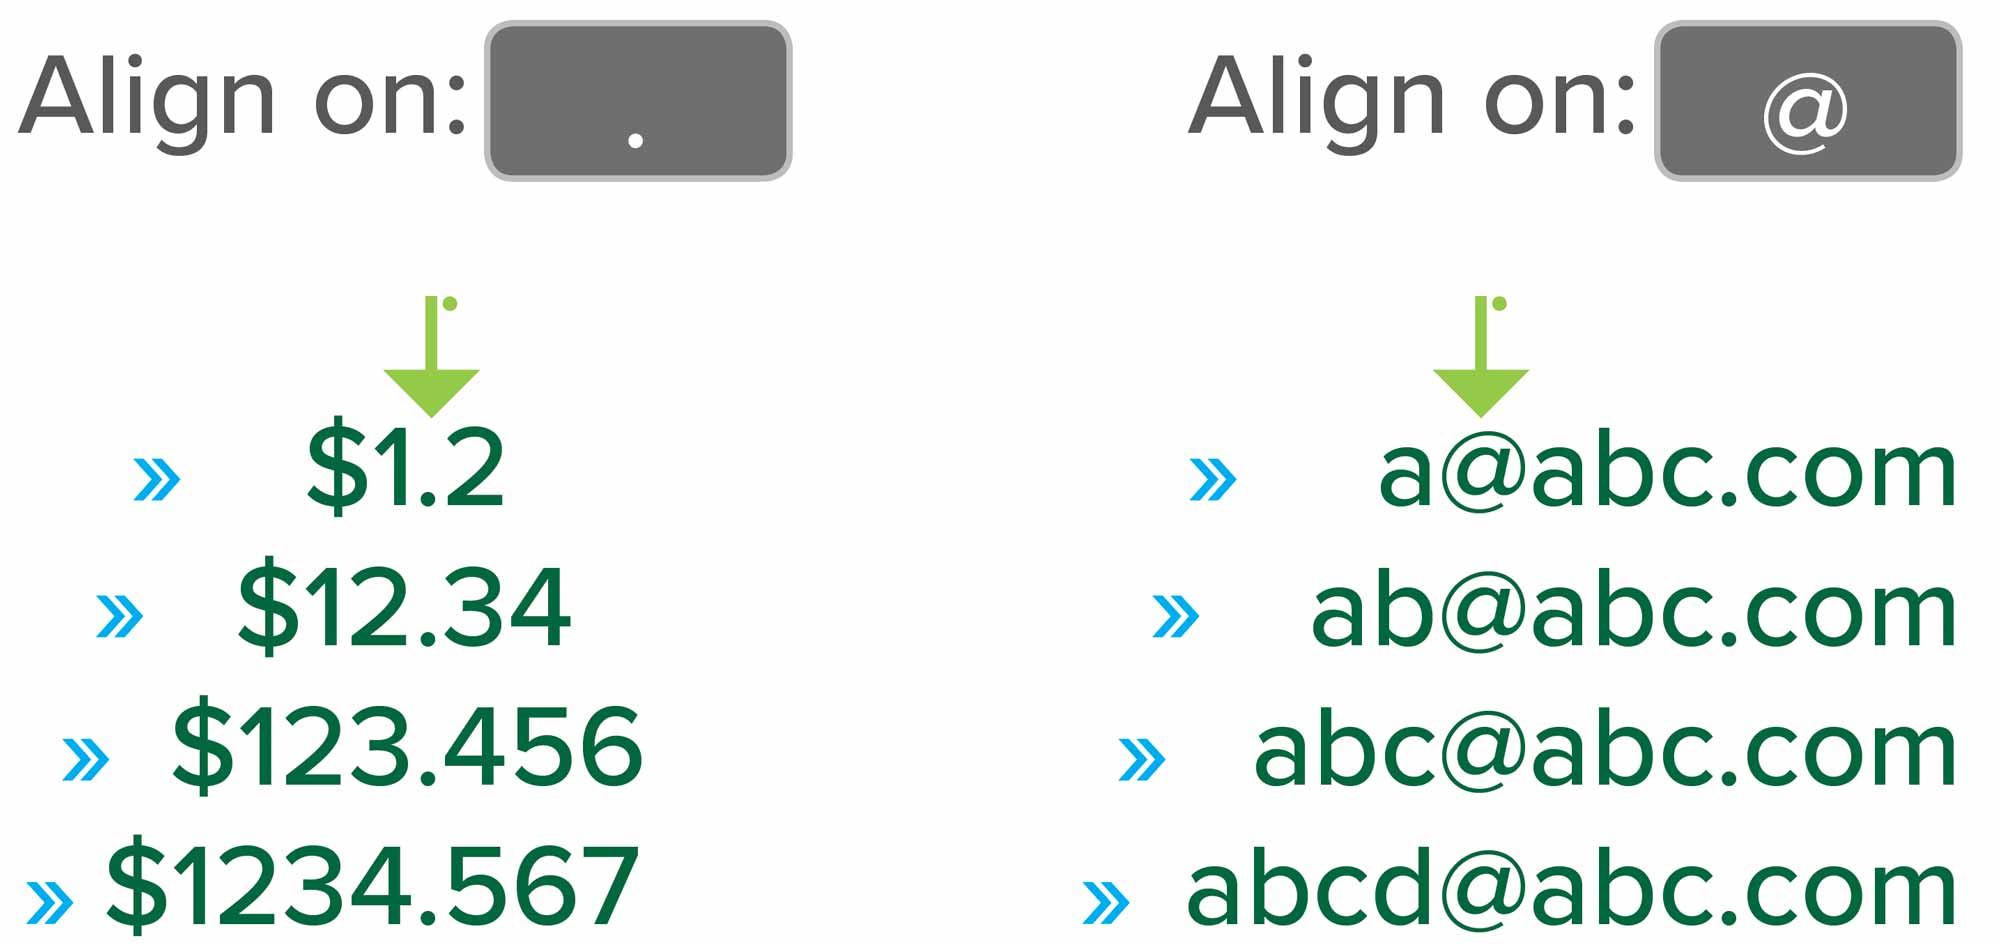 Align on: .
» $1.2
» $12.34
» $123.456
» $1234.567
Align on: @
» a@abc.com
» ab@abc.com
» abc@abc.com
» abcd@abc.com